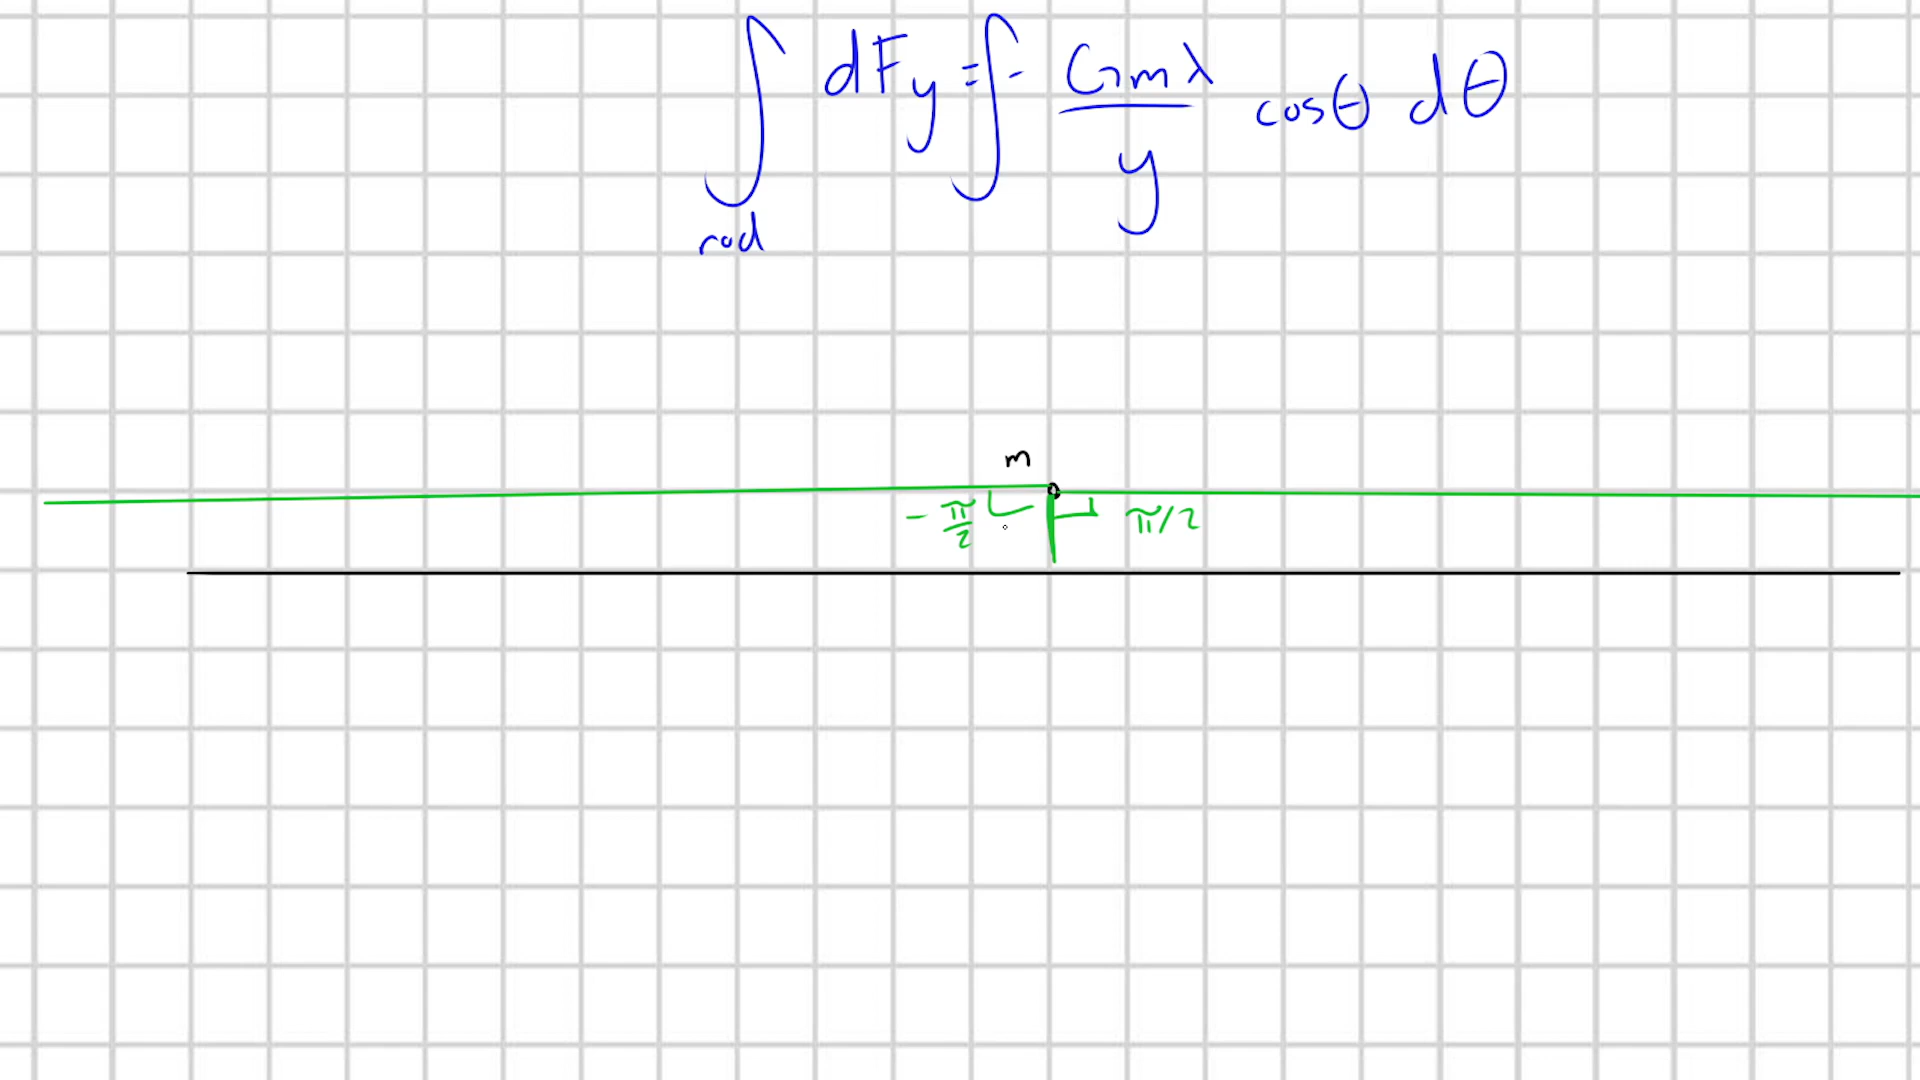 ∫ dFy = ∫ - Gmλ/y cosθ dθ
rod
m
- π/2 π/2